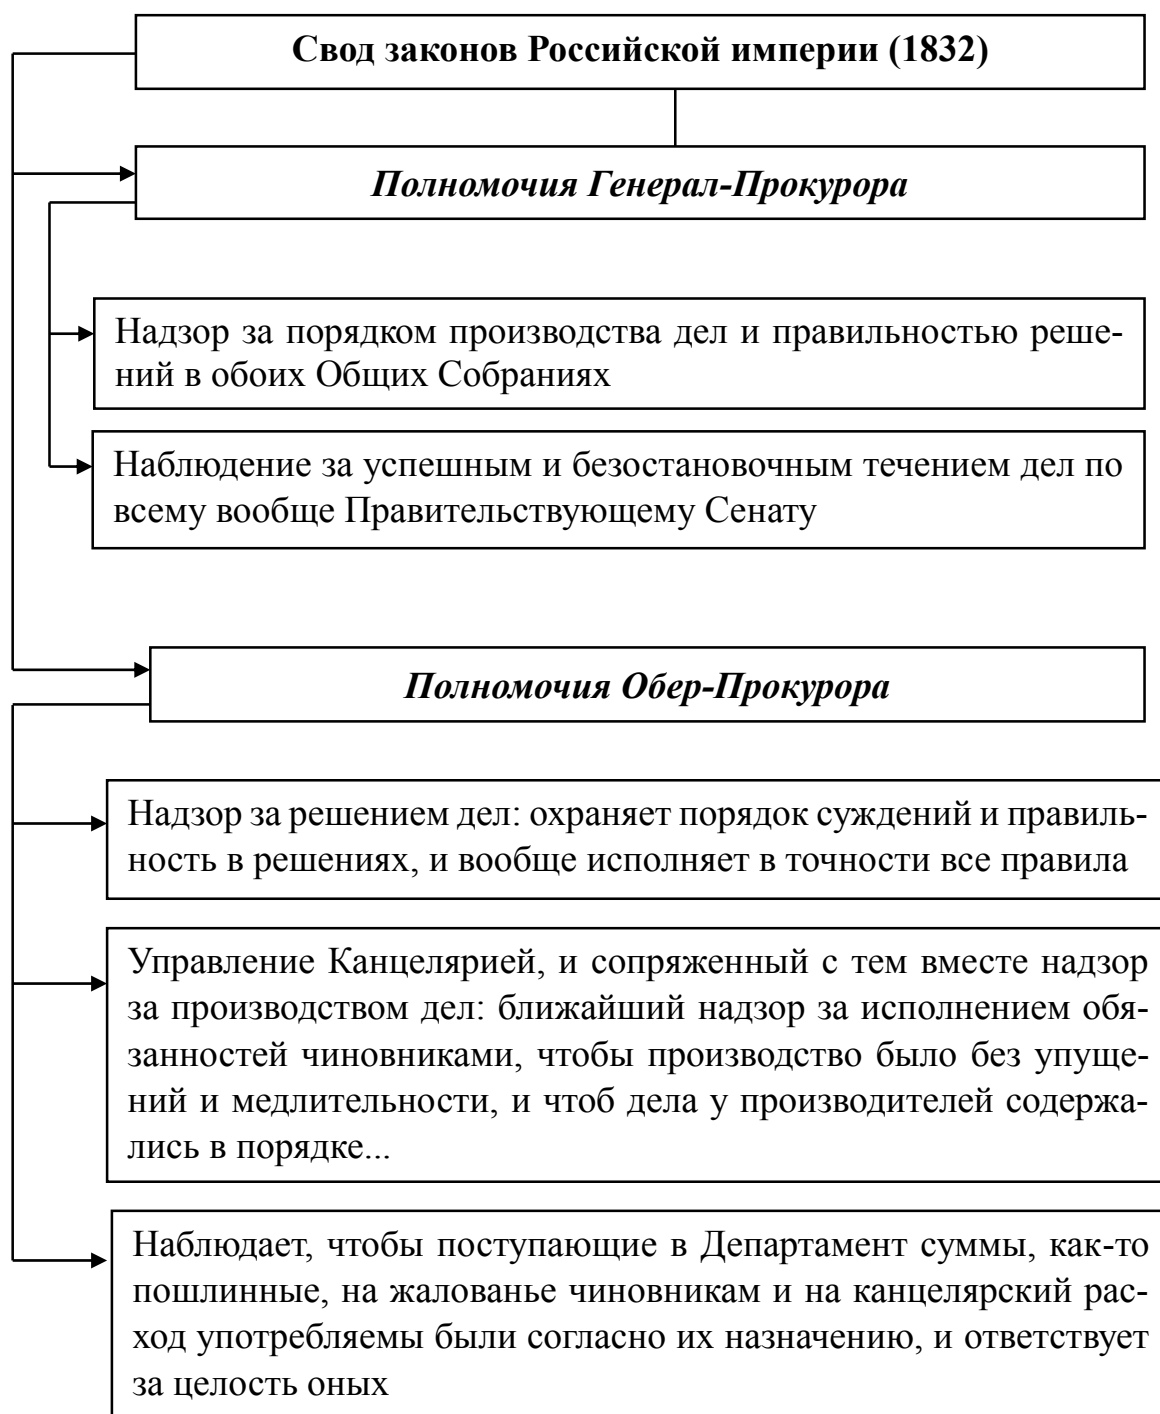 Свод законов Российской империи (1832)
Полномочия Генерал-Прокурора
Надзор за порядком производства дел и правильностью реше-
ний в обоих Общих Собраниях
Наблюдение за успешным и безостановочным течением дел по
всему вообще Правительствующему Сенату
Полномочия Обер-Прокурора
Надзор за решением дел: охраняет порядок суждений и правиль-
ность в решениях, и вообще исполняет в точности все правила
Управление Канцелярией, и сопряженный с тем вместе надзор
за производством дел: ближайший надзор за исполнением обя-
занностей чиновниками, чтобы производство было без упуще-
ний и медлительности, и чтоб дела у производителей содержа-
лись в порядке...
Наблюдает, чтобы поступающие в Департамент суммы, как-то
пошлинные, на жалованье чиновникам и на канцелярский рас-
ход употребляемы были согласно их назначению, и ответствует
за целость оных